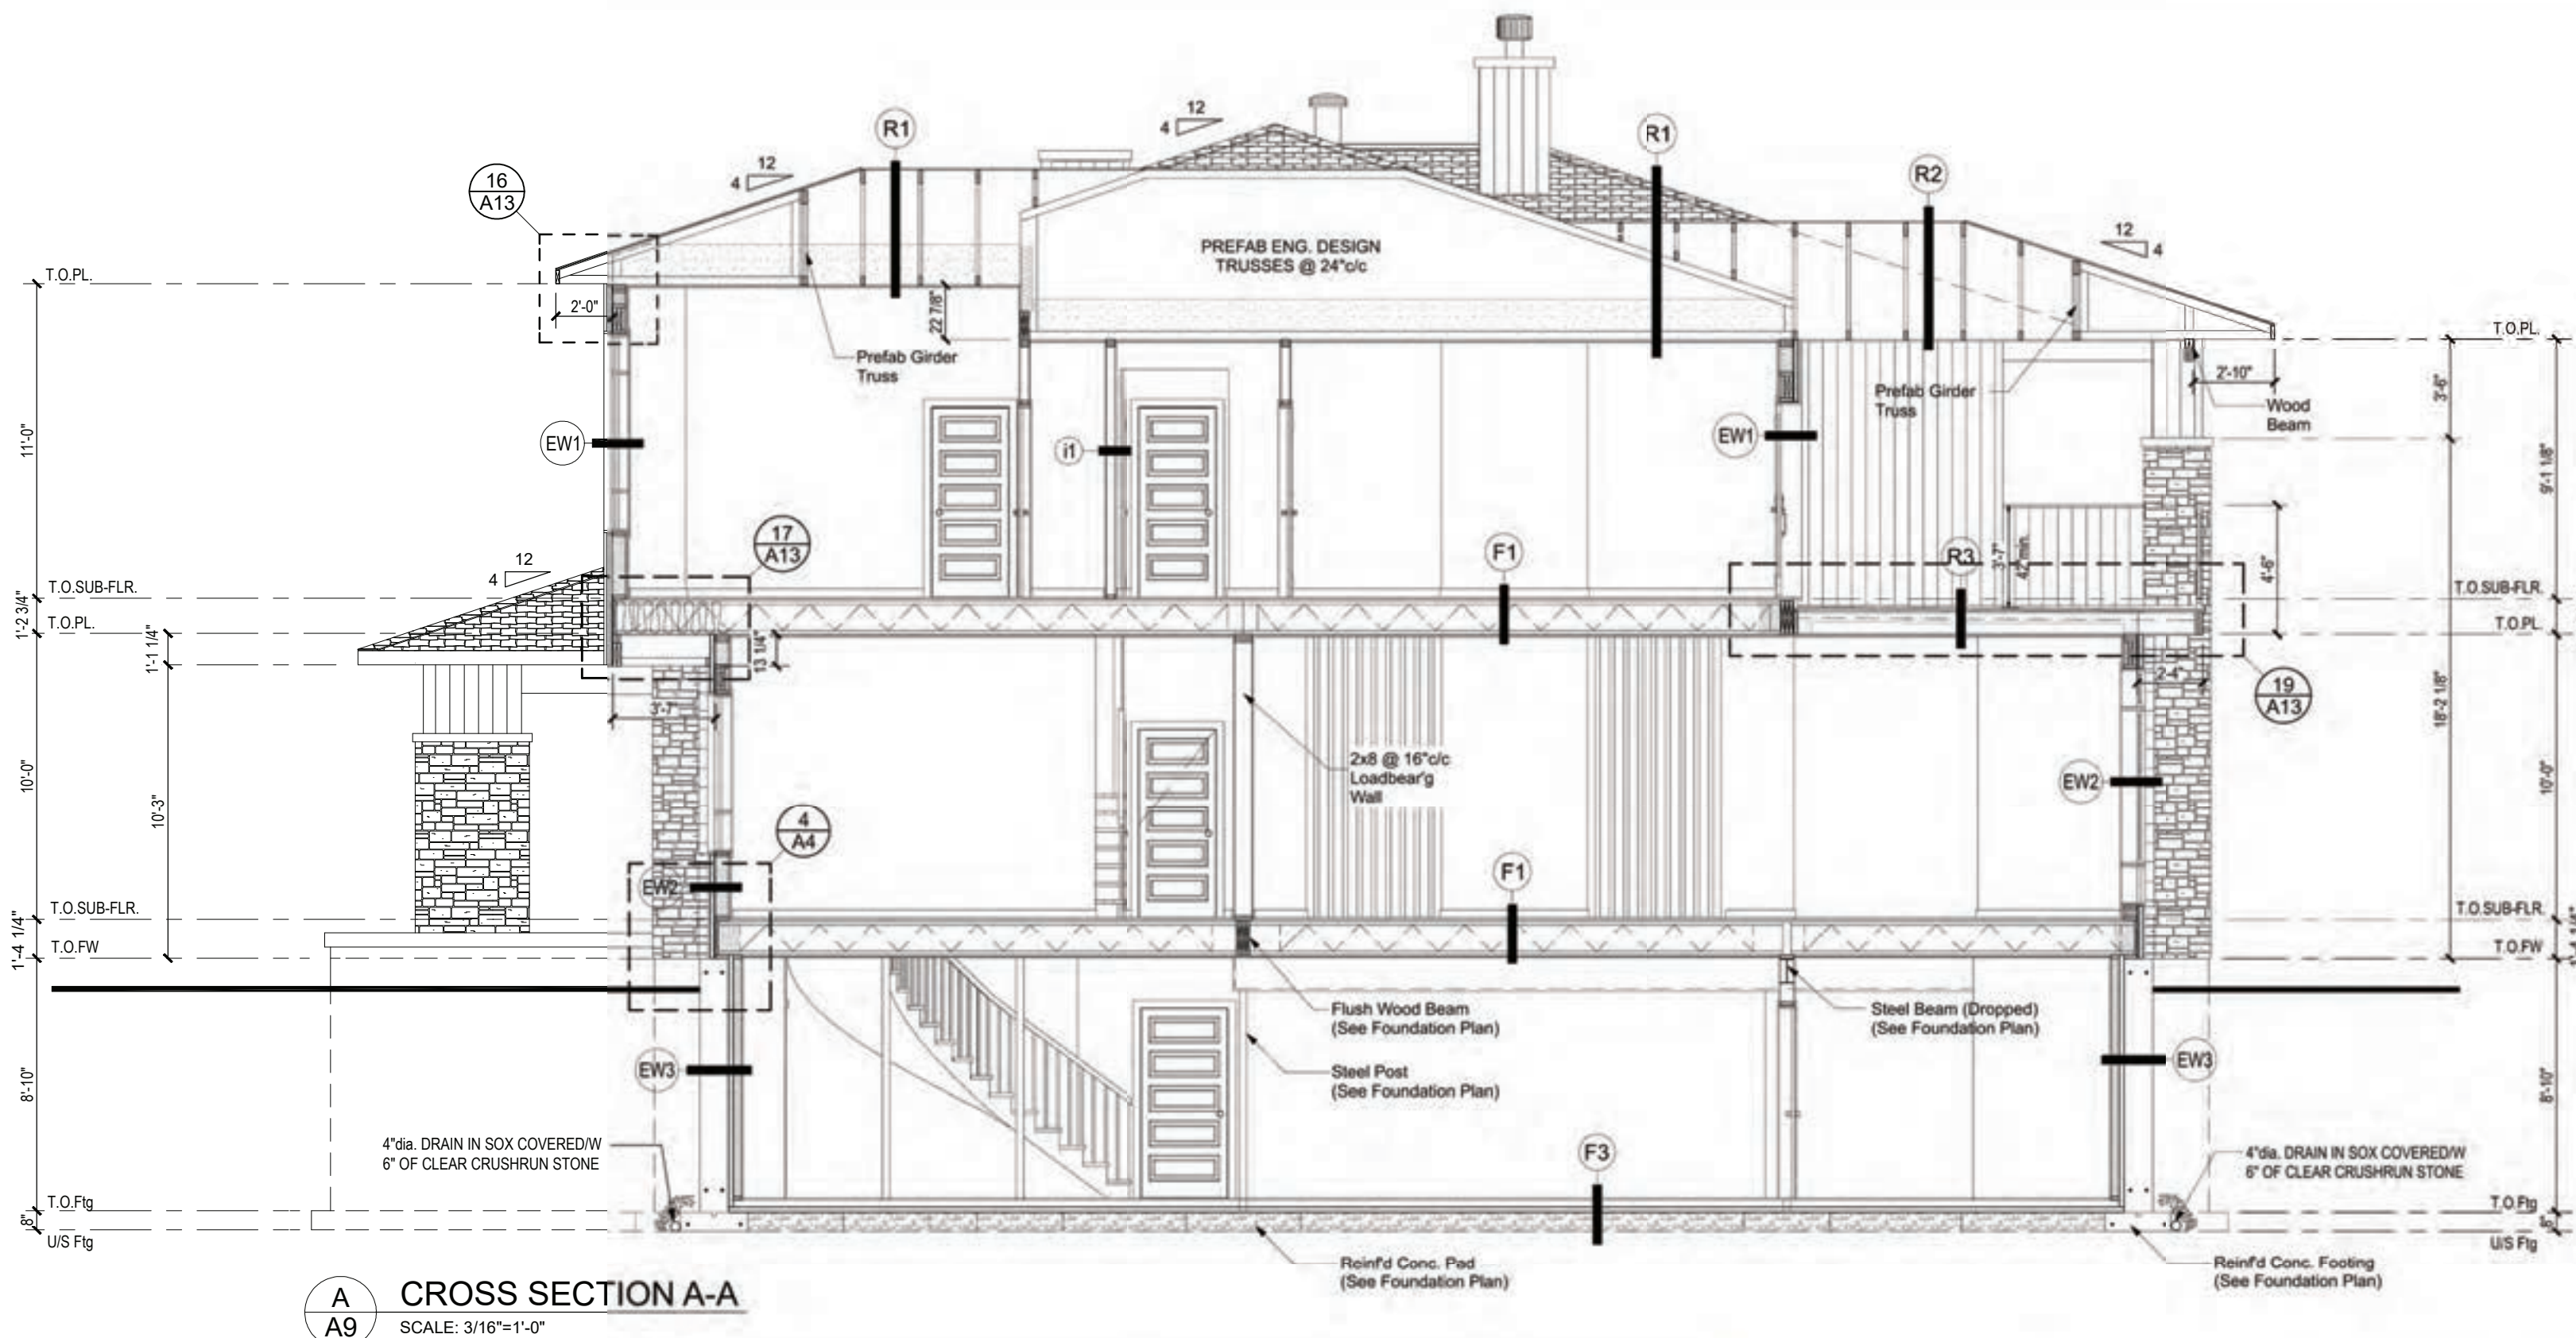 12
4
R1
12
4
R1
R2
12
4
16
A13
PREFAB ENG. DESIGN
TRUSSES @ 24"c/c
T.O.PL.
2'-0"
22 7/8"
Prefab Girder
Truss
T.O.PL.
2'-10"
3'-6"
Prefab Girder
Truss
Wood
Beam
11'-0"
EW1
i1
EW1
9'-1 1/8"
17
A13
F1
R3
3'-7"
42" min.
4'-6"
12
4
T.O.SUB-FLR.
T.O.SUB-FLR.
1'-2 3/4"
T.O.PL.
T.O.PL.
1'-1 1/4"
13 1/4"
2'-4"
19
A13
3'-7"
18'-2 1/8"
2x8 @ 16"c/c
Loadbear'g
Wall
10'-0"
10'-3"
EW2
10'-0"
4
A4
EW2
F1
T.O.SUB-FLR.
T.O.SUB-FLR.
1'-4 1/4"
T.O.FW
T.O.FW
Flush Wood Beam
(See Foundation Plan)
Steel Beam (Dropped)
(See Foundation Plan)
EW3
Steel Post
(See Foundation Plan)
EW3
8'-10"
8'-10"
4"dia. DRAIN IN SOX COVERED/W
6" OF CLEAR CRUSHRUN STONE
F3
4"dia. DRAIN IN SOX COVERED/W
6" OF CLEAR CRUSHRUN STONE
T.O.Ftg
T.O.Ftg
8"
8"
U/S Ftg
U/S Ftg
Reinf'd Conc. Pad
(See Foundation Plan)
Reinf'd Conc. Footing
(See Foundation Plan)
A
A9
CROSS SECTION A-A
SCALE: 3/16"=1'-0"